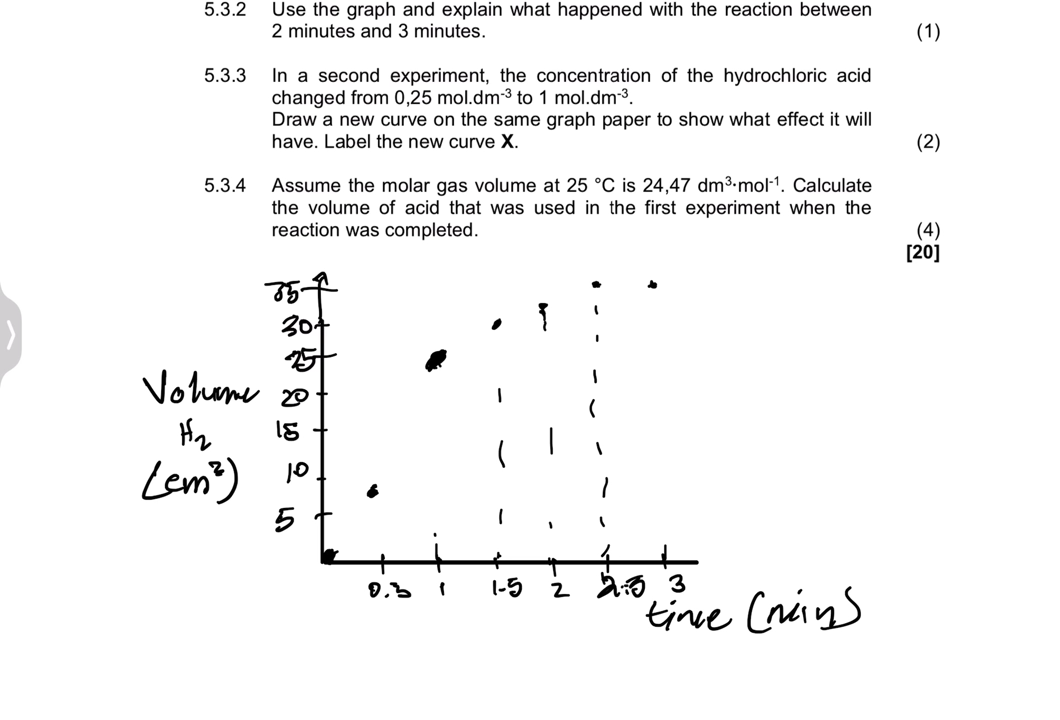 5.3.2 Use the graph and explain what happened with the reaction between
2 minutes and 3 minutes. (1)
5.3.3 In a second experiment, the concentration of the hydrochloric acid
changed from 0,25 mol.dm⁻³ to 1 mol.dm⁻³.
Draw a new curve on the same graph paper to show what effect it will
have. Label the new curve X. (2)
5.3.4 Assume the molar gas volume at 25 °C is 24,47 dm³·mol⁻¹. Calculate
the volume of acid that was used in the first experiment when the
reaction was completed. (4)
[20]
35
30
25
Volume 20
H₂ 15
(cm³) 10
5
0.5 1 1.5 2 2.5 3
time (min)